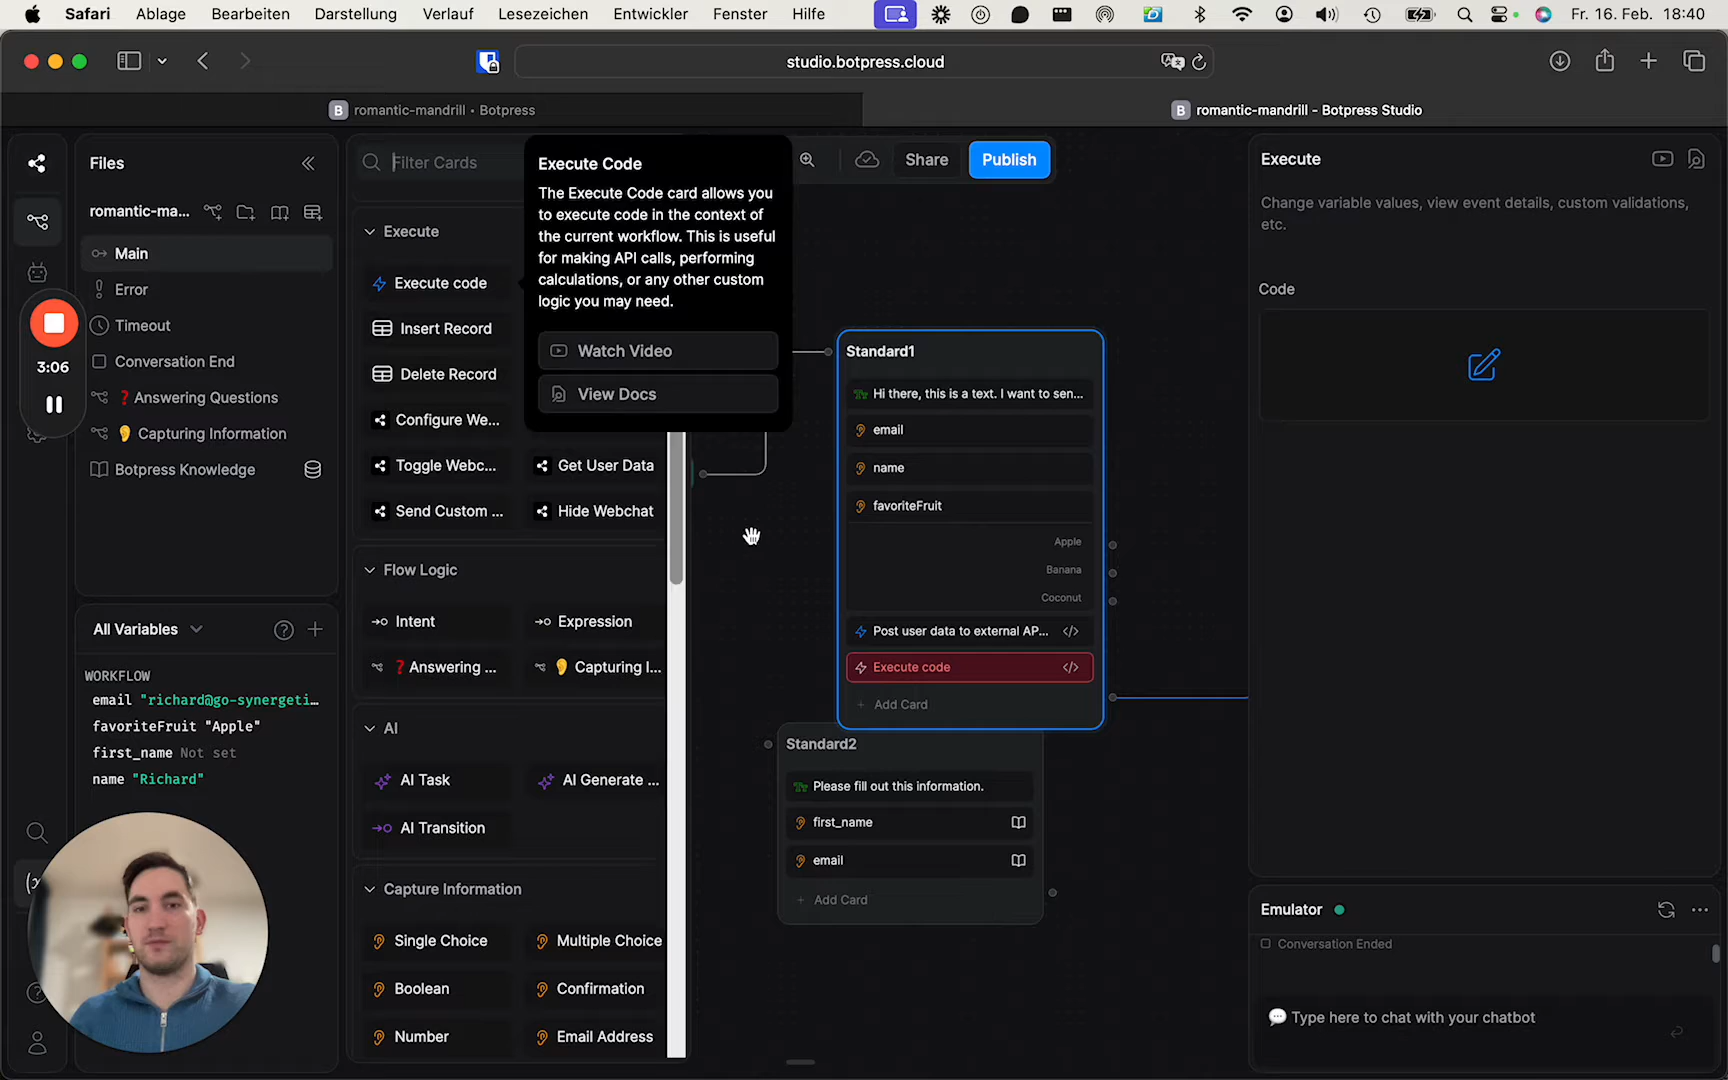 Safari Ablage Bearbeiten Darstellung Verlauf Lesezeichen Entwickler Fenster Hilfe Fr. 16. Feb. 18:40
studio.botpress.cloud
B romantic-mandrill • Botpress
B romantic-mandrill - Botpress Studio
Files
romantic-ma...
Main
Error
Timeout
Conversation End
❓Answering Questions
👂 Capturing Information
Botpress Knowledge
3:06
All Variables
WORKFLOW
email "richard@go-synergeti...
favoriteFruit "Apple"
first_name Not set
name "Richard"
Filter Cards
Execute
Execute code
Insert Record
Delete Record
Configure We...
Toggle Webc...
Get User Data
Send Custom ...
Hide Webchat
Flow Logic
Intent
Expression
❓Answering ...
👂 Capturing I...
AI
AI Task
AI Generate ...
AI Transition
Capture Information
Single Choice
Multiple Choice
Boolean
Confirmation
Number
Email Address
Execute Code
The Execute Code card allows you
to execute code in the context of
the current workflow. This is useful
for making API calls, performing
calculations, or any other custom
logic you may need.
Watch Video
View Docs
Share
Publish
Standard1
Hi there, this is a text. I want to sen...
email
name
favoriteFruit
Apple
Banana
Coconut
Post user data to external AP... </>
Execute code </>
+ Add Card
Standard2
Please fill out this information.
first_name
email
+ Add Card
Execute
Change variable values, view event details, custom validations,
etc.
Code
Emulator
Conversation Ended
💬 Type here to chat with your chatbot